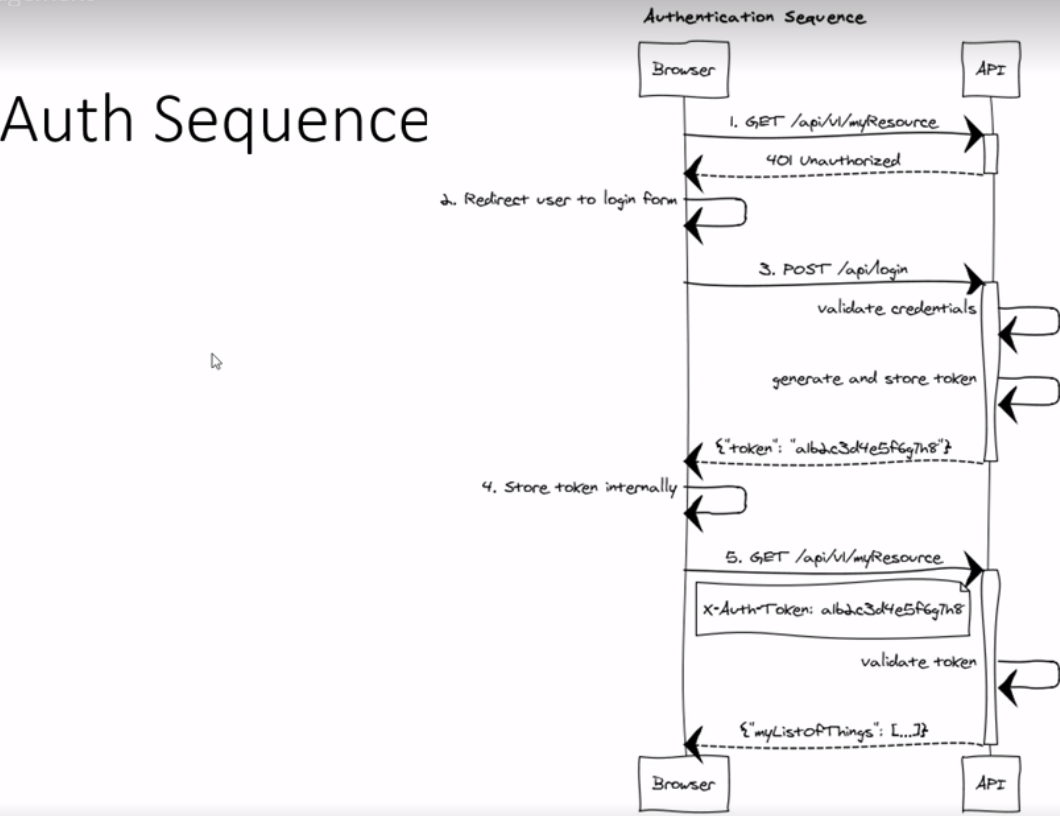 Authentication Sequence
Browser
API
Auth Sequence
1. GET /api/v1/myResource
401 Unauthorized
2. Redirect user to login form
3. POST /api/login
validate credentials
generate and store token
{"token": "a1b2c3d4e5f6g7h8"}
4. Store token internally
5. GET /api/v1/myResource
X-Auth-Token: a1b2c3d4e5f6g7h8
validate token
{"myListOfThings": [...]}
Browser
API